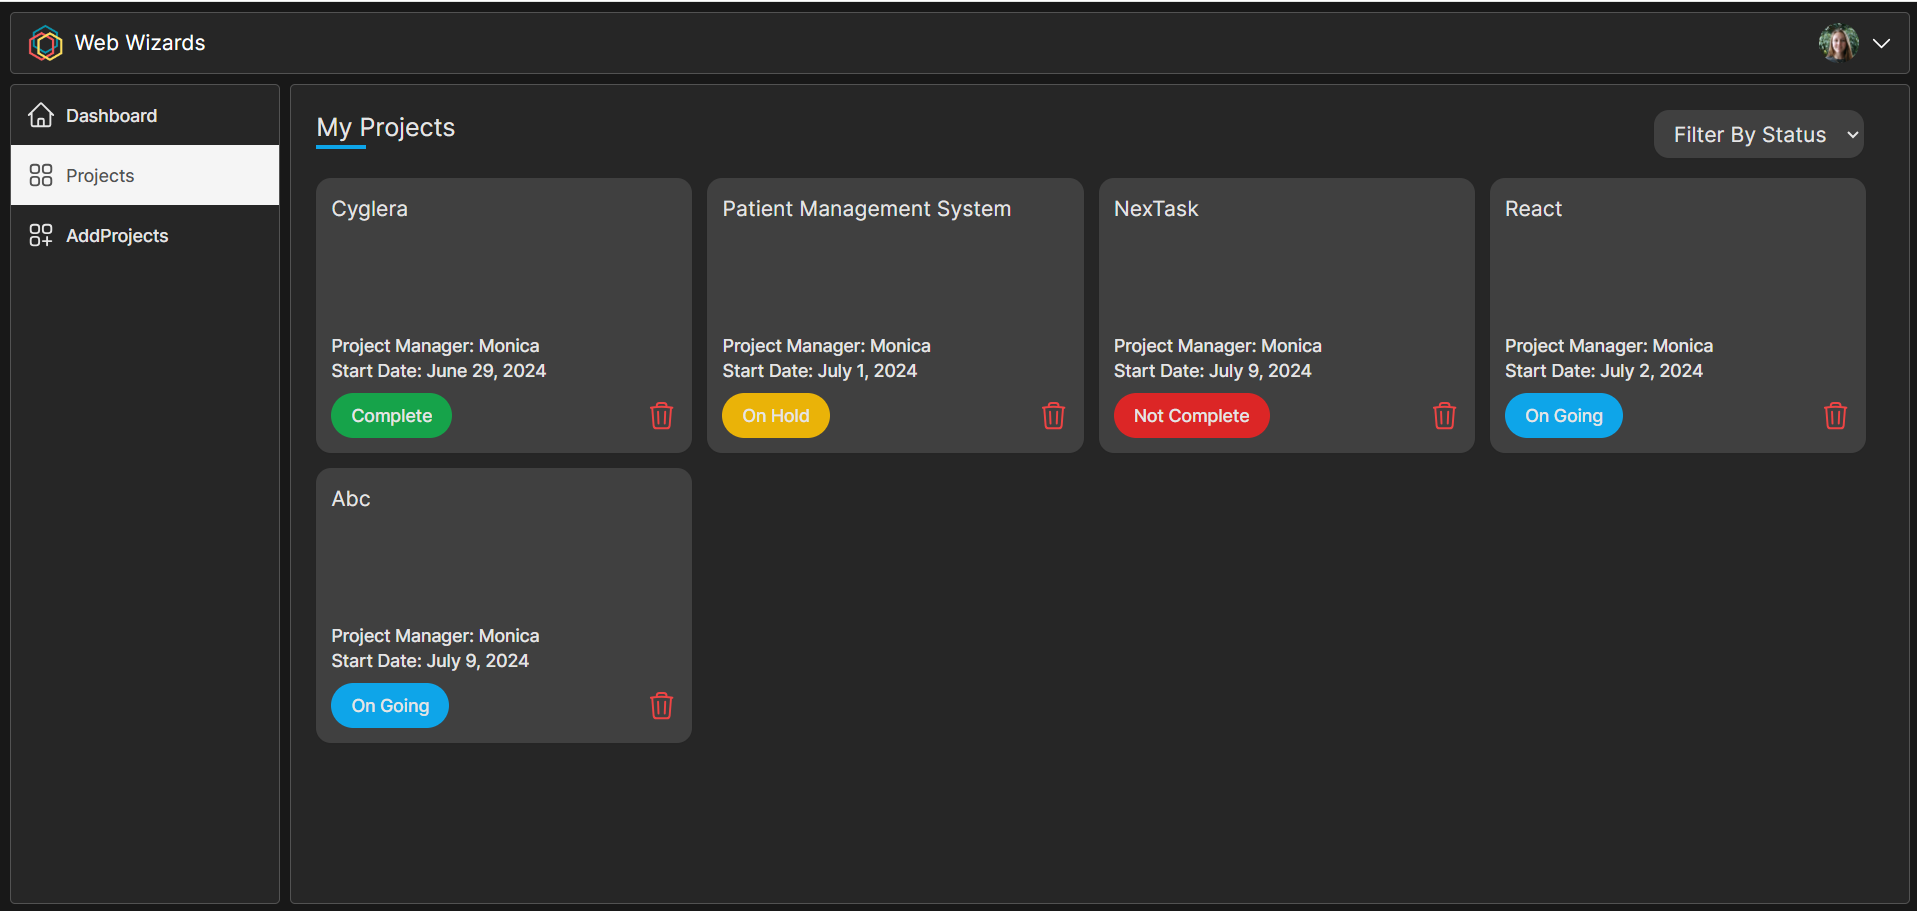 Web Wizards
Dashboard
Projects
AddProjects
My Projects
Filter By Status
Cyglera
Project Manager: Monica
Start Date: June 29, 2024
Complete
Patient Management System
Project Manager: Monica
Start Date: July 1, 2024
On Hold
NexTask
Project Manager: Monica
Start Date: July 9, 2024
Not Complete
React
Project Manager: Monica
Start Date: July 2, 2024
On Going
Abc
Project Manager: Monica
Start Date: July 9, 2024
On Going